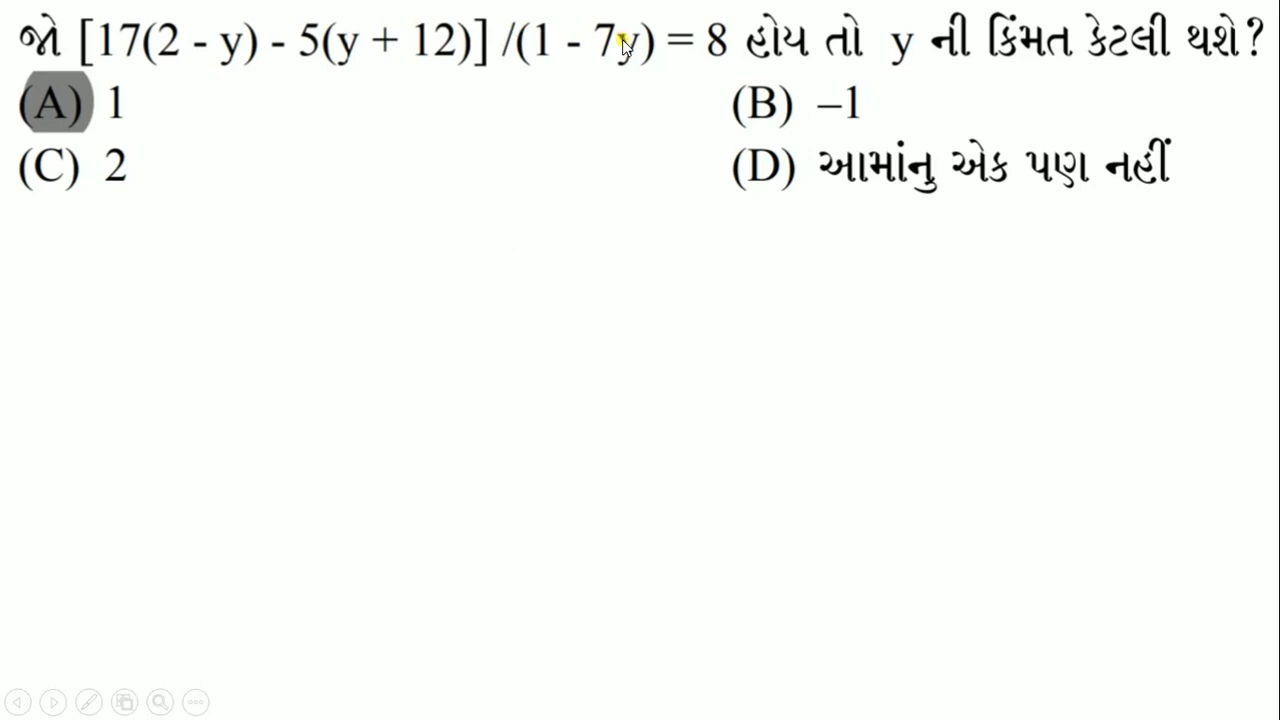 જો [17(2 - y) - 5(y + 12)] /(1 - 7y) = 8 હોય તો y ની કિંમત કેટલી થશે?
(A) 1 (B) –1
(C) 2 (D) આમાંનુ એક પણ નહીં